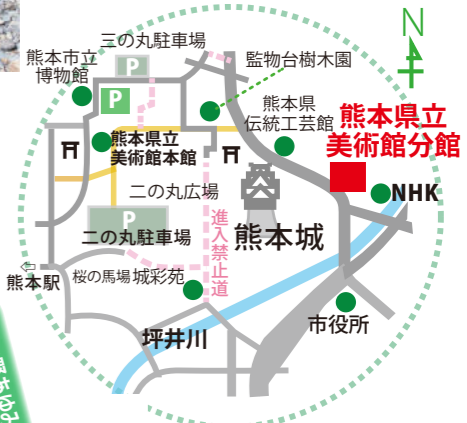 N
三の丸駐車場
熊本市立
博物館
P
P
監物台樹木園
熊本県
伝統工芸館
熊本県立
美術館分館
熊本県立
美術館本館
NHK
二の丸広場
進入禁止道
熊本城
P
二の丸駐車場
熊本駅
桜の馬場 城彩苑
市役所
坪井川